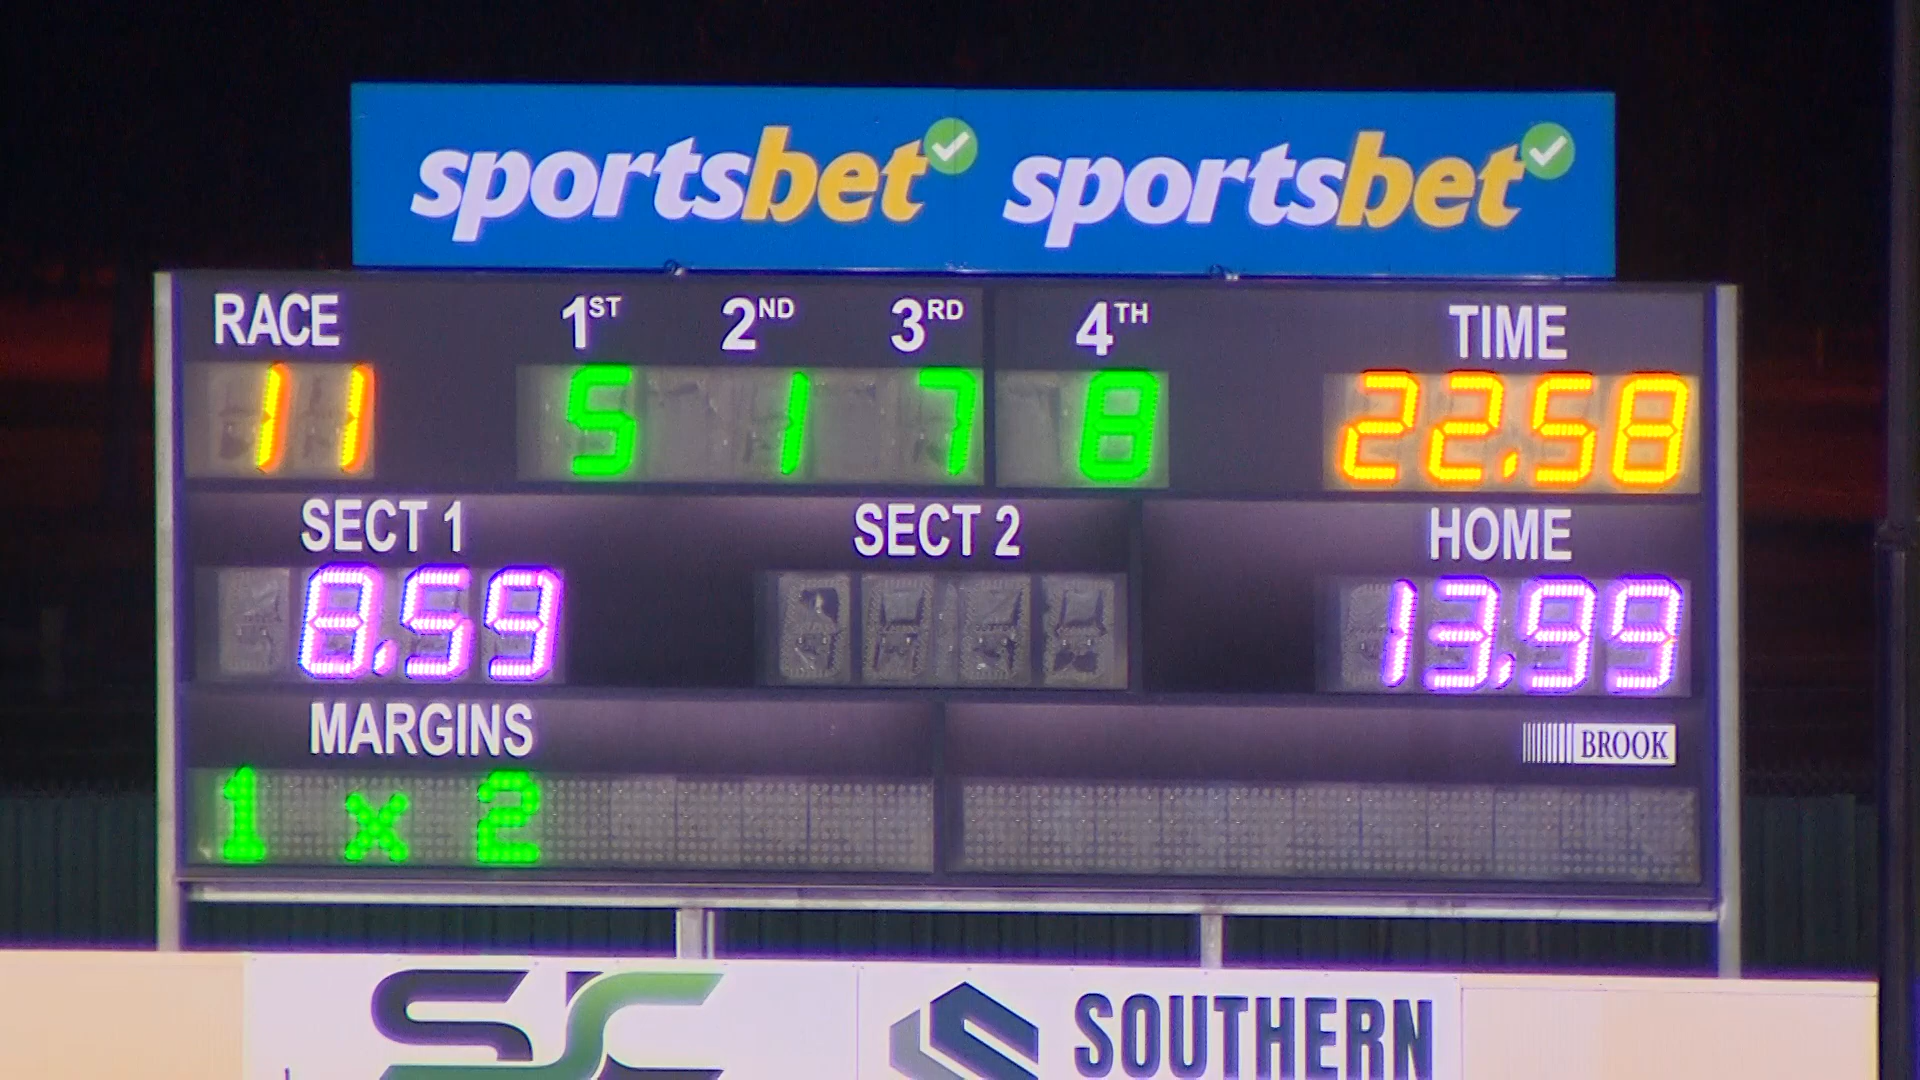 sportsbet sportsbet
RACE 1ST 2ND 3RD 4TH TIME
11 5 1 7 8 22.58
SECT 1 SECT 2 HOME
8.59 13.99
MARGINS
BROOK
1 x 2
SC SOUTHERN